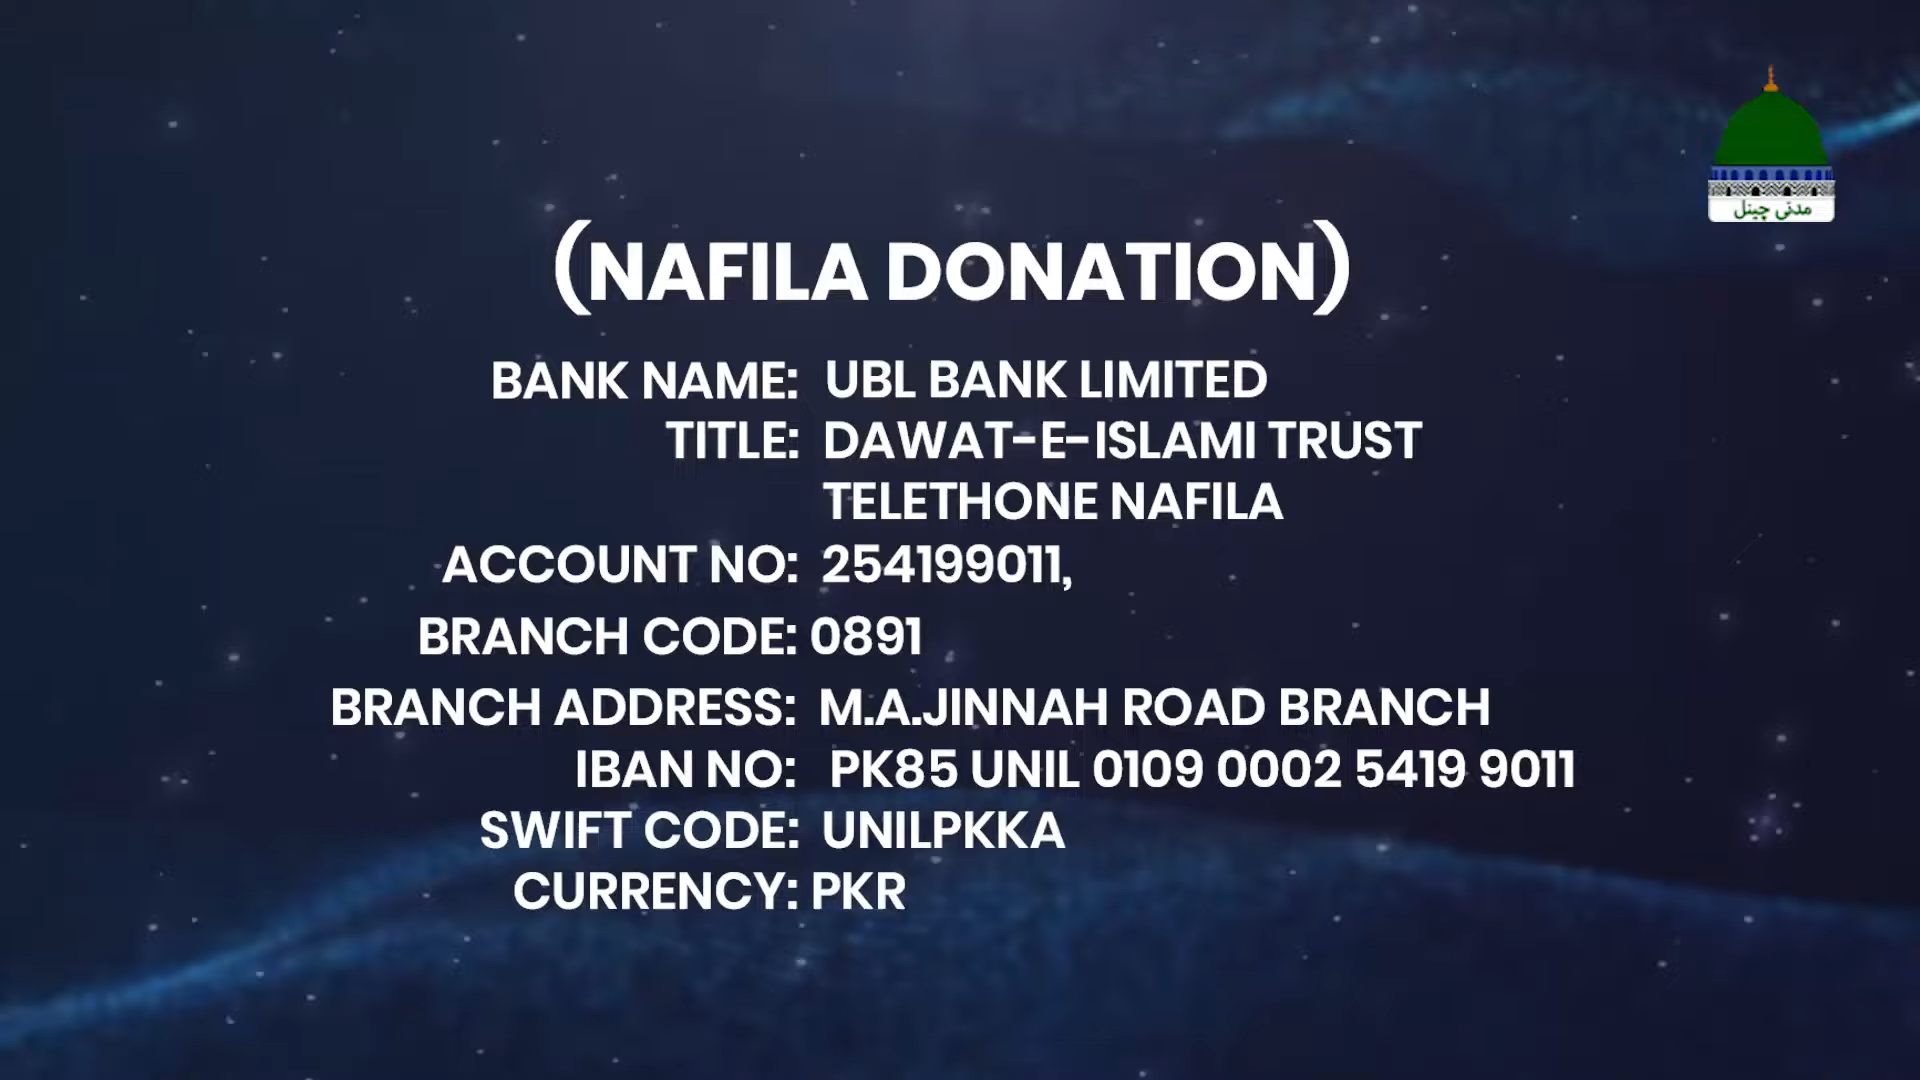 مدنی چینل
(NAFILA DONATION)
BANK NAME: UBL BANK LIMITED
TITLE: DAWAT-E-ISLAMI TRUST
TELETHONE NAFILA
ACCOUNT NO: 254199011,
BRANCH CODE: 0891
BRANCH ADDRESS: M.A.JINNAH ROAD BRANCH
IBAN NO: PK85 UNIL 0109 0002 5419 9011
SWIFT CODE: UNILPKKA
CURRENCY: PKR